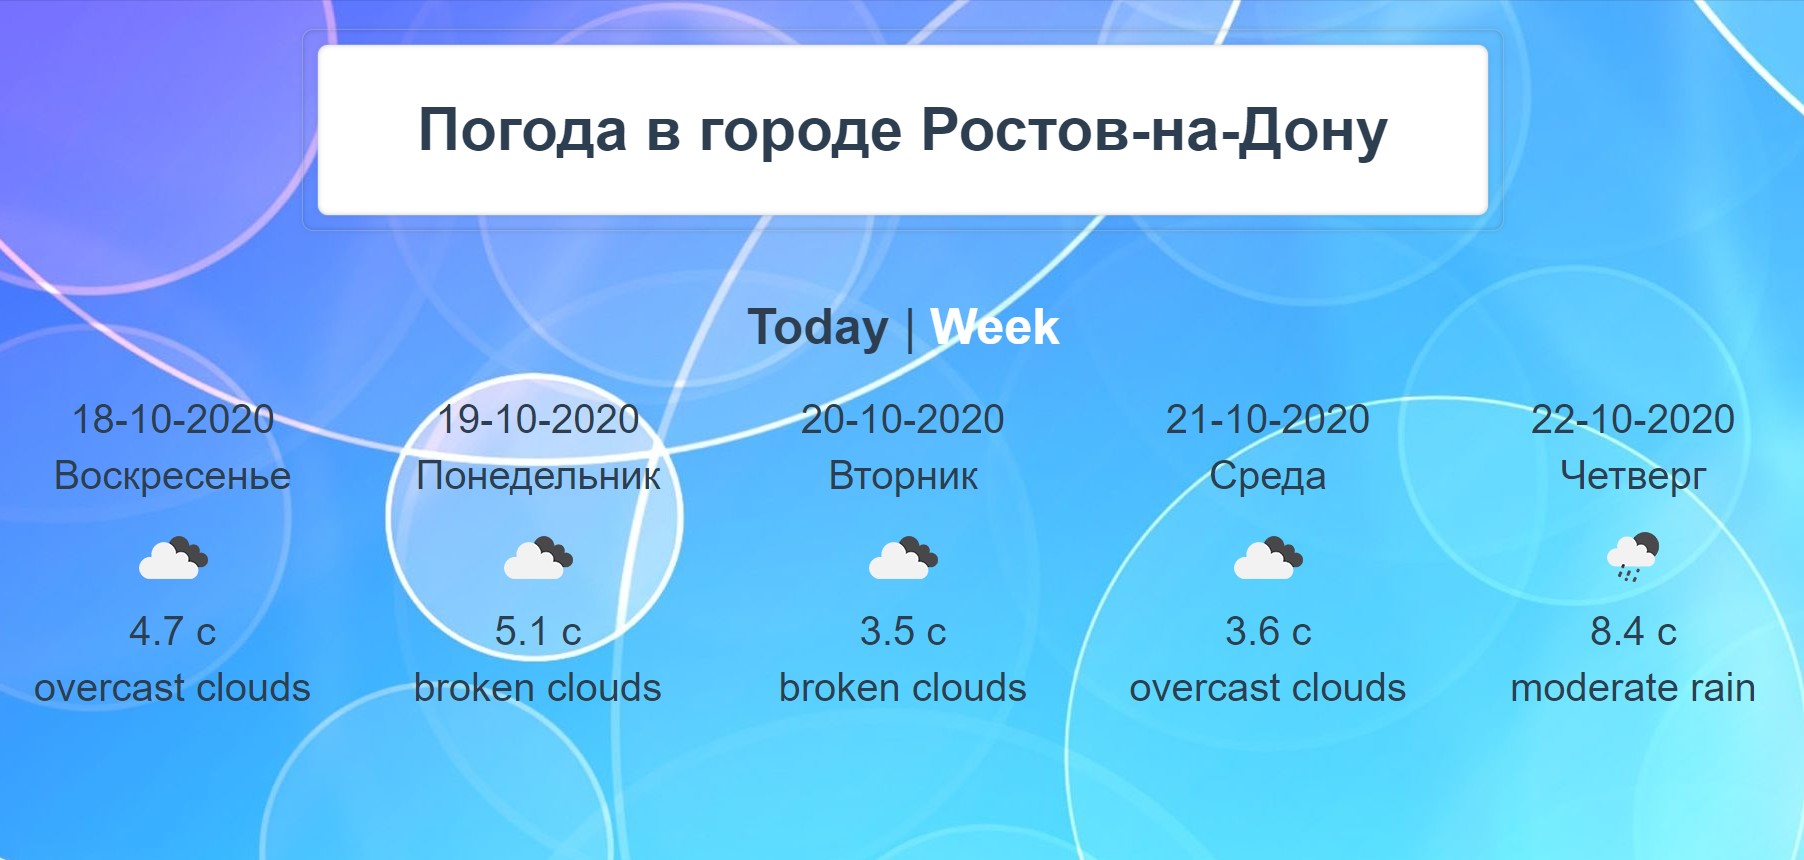 Погода в городе Ростов-на-Дону
Today | Week
18-10-2020
Воскресенье
4.7 c
overcast clouds
19-10-2020
Понедельник
5.1 c
broken clouds
20-10-2020
Вторник
3.5 c
broken clouds
21-10-2020
Среда
3.6 c
overcast clouds
22-10-2020
Четверг
8.4 c
moderate rain